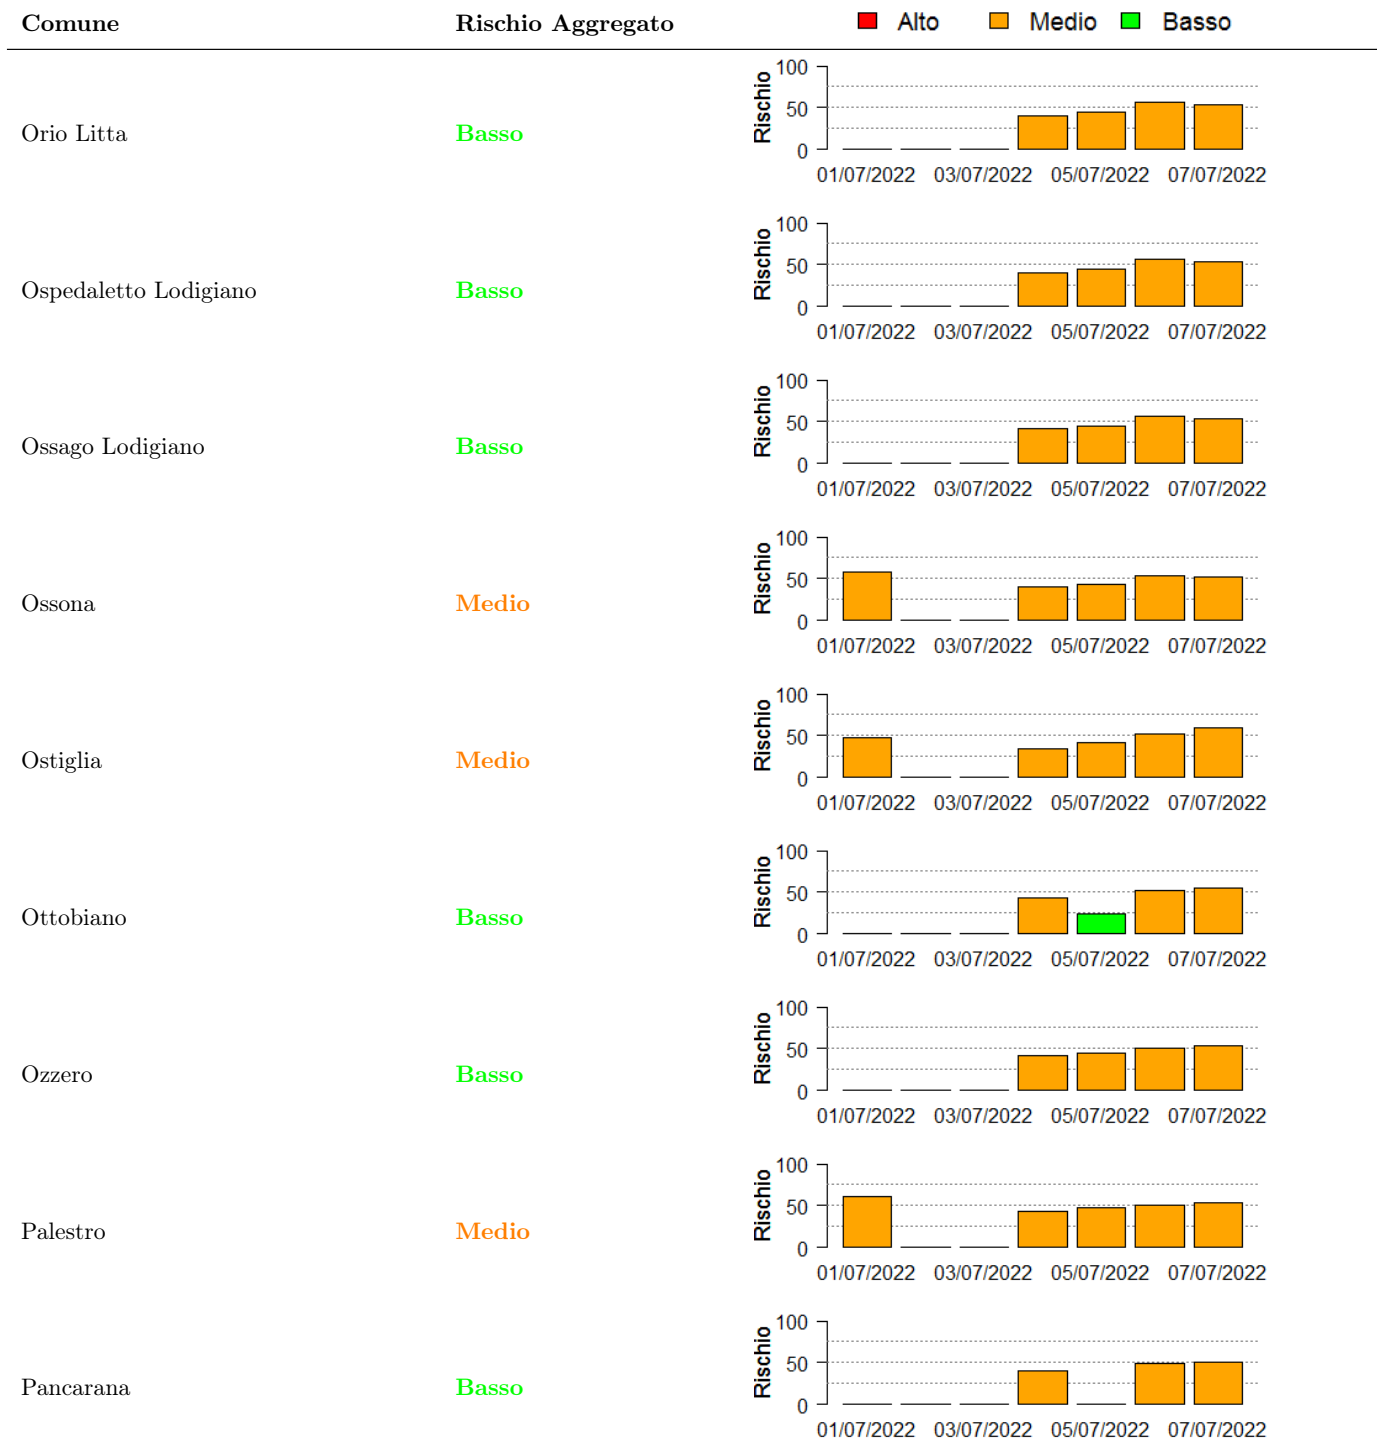 Comune Rischio Aggregato Alto Medio Basso
100
Rischio
50
0
01/07/2022 03/07/2022 05/07/2022 07/07/2022
Orio Litta Basso
100
Rischio
50
0
01/07/2022 03/07/2022 05/07/2022 07/07/2022
Ospedaletto Lodigiano Basso
100
Rischio
50
0
01/07/2022 03/07/2022 05/07/2022 07/07/2022
Ossago Lodigiano Basso
100
Rischio
50
0
01/07/2022 03/07/2022 05/07/2022 07/07/2022
Ossona Medio
100
Rischio
50
0
01/07/2022 03/07/2022 05/07/2022 07/07/2022
Ostiglia Medio
100
Rischio
50
0
01/07/2022 03/07/2022 05/07/2022 07/07/2022
Ottobiano Basso
100
Rischio
50
0
01/07/2022 03/07/2022 05/07/2022 07/07/2022
Ozzero Basso
100
Rischio
50
0
01/07/2022 03/07/2022 05/07/2022 07/07/2022
Palestro Medio
100
Rischio
50
0
01/07/2022 03/07/2022 05/07/2022 07/07/2022
Pancarana Basso